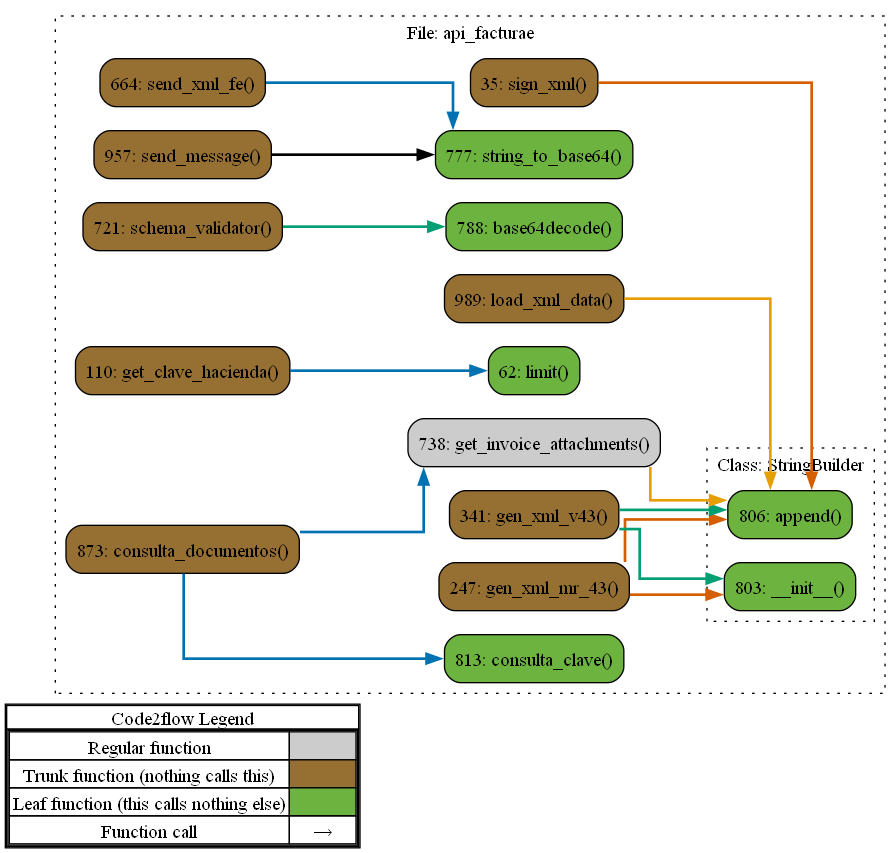 File: api_facturae
664: send_xml_fe()
35: sign_xml()
957: send_message()
777: string_to_base64()
721: schema_validator()
788: base64decode()
989: load_xml_data()
110: get_clave_hacienda()
62: limit()
738: get_invoice_attachments()
Class: StringBuilder
341: gen_xml_v43()
806: append()
873: consulta_documentos()
247: gen_xml_mr_43()
803: __init__()
813: consulta_clave()
Code2flow Legend
Regular function
Trunk function (nothing calls this)
Leaf function (this calls nothing else)
Function call →